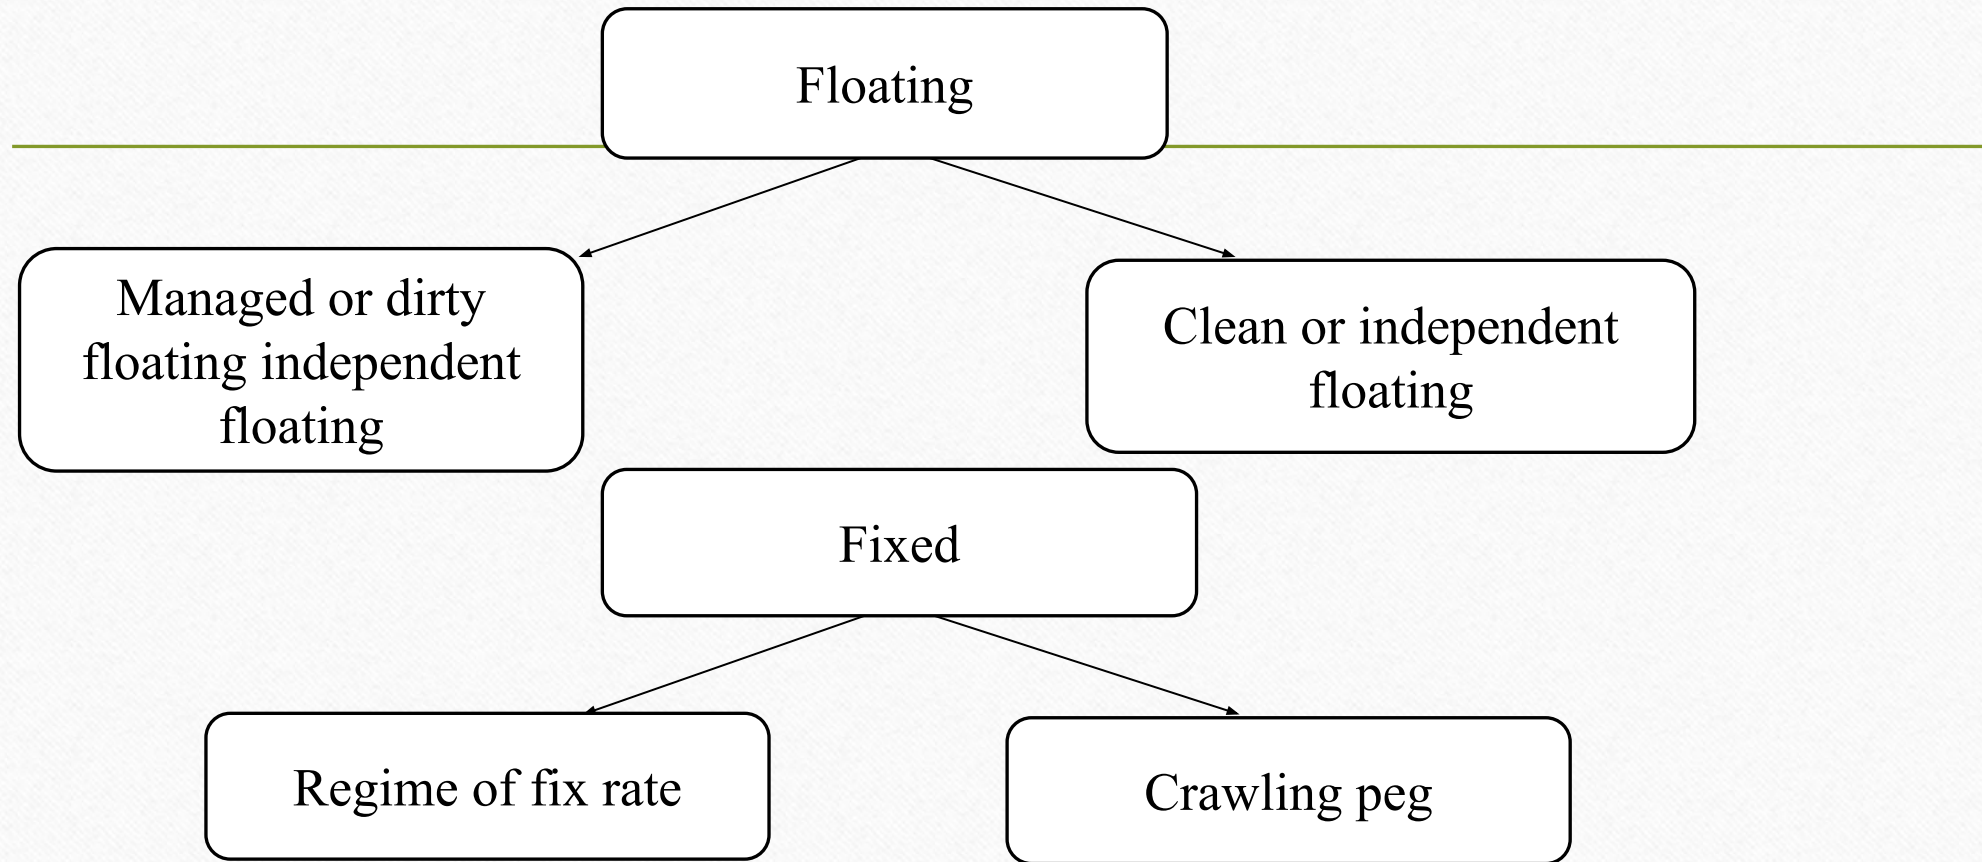 Floating
Managed or dirty
floating independent
floating
Clean or independent
floating
Fixed
Regime of fix rate
Crawling peg